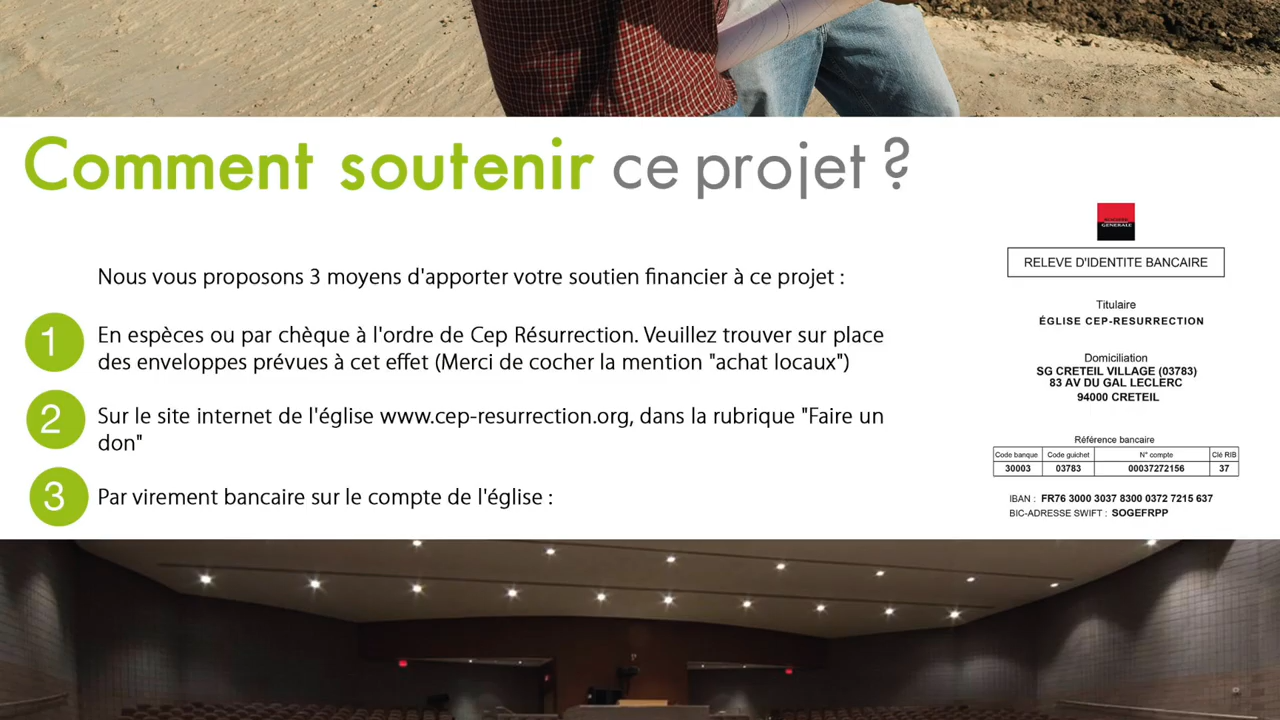 Comment soutenir ce projet ?
Nous vous proposons 3 moyens d'apporter votre soutien financier à ce projet :
1 En espèces ou par chèque à l'ordre de Cep Résurrection. Veuillez trouver sur place
des enveloppes prévues à cet effet (Merci de cocher la mention "achat locaux")
2 Sur le site internet de l'église www.cep-resurrection.org, dans la rubrique "Faire un
don"
3 Par virement bancaire sur le compte de l'église :
SOCIETE
GENERALE
RELEVE D'IDENTITE BANCAIRE
Titulaire
ÉGLISE CEP-RESURRECTION
Domiciliation
SG CRETEIL VILLAGE (03783)
83 AV DU GAL LECLERC
94000 CRETEIL
Référence bancaire
Code banque Code guichet N° compte Clé RIB
30003 03783 00037272156 37
IBAN : FR76 3000 3037 8300 0372 7215 637
BIC-ADRESSE SWIFT : SOGEFRPP